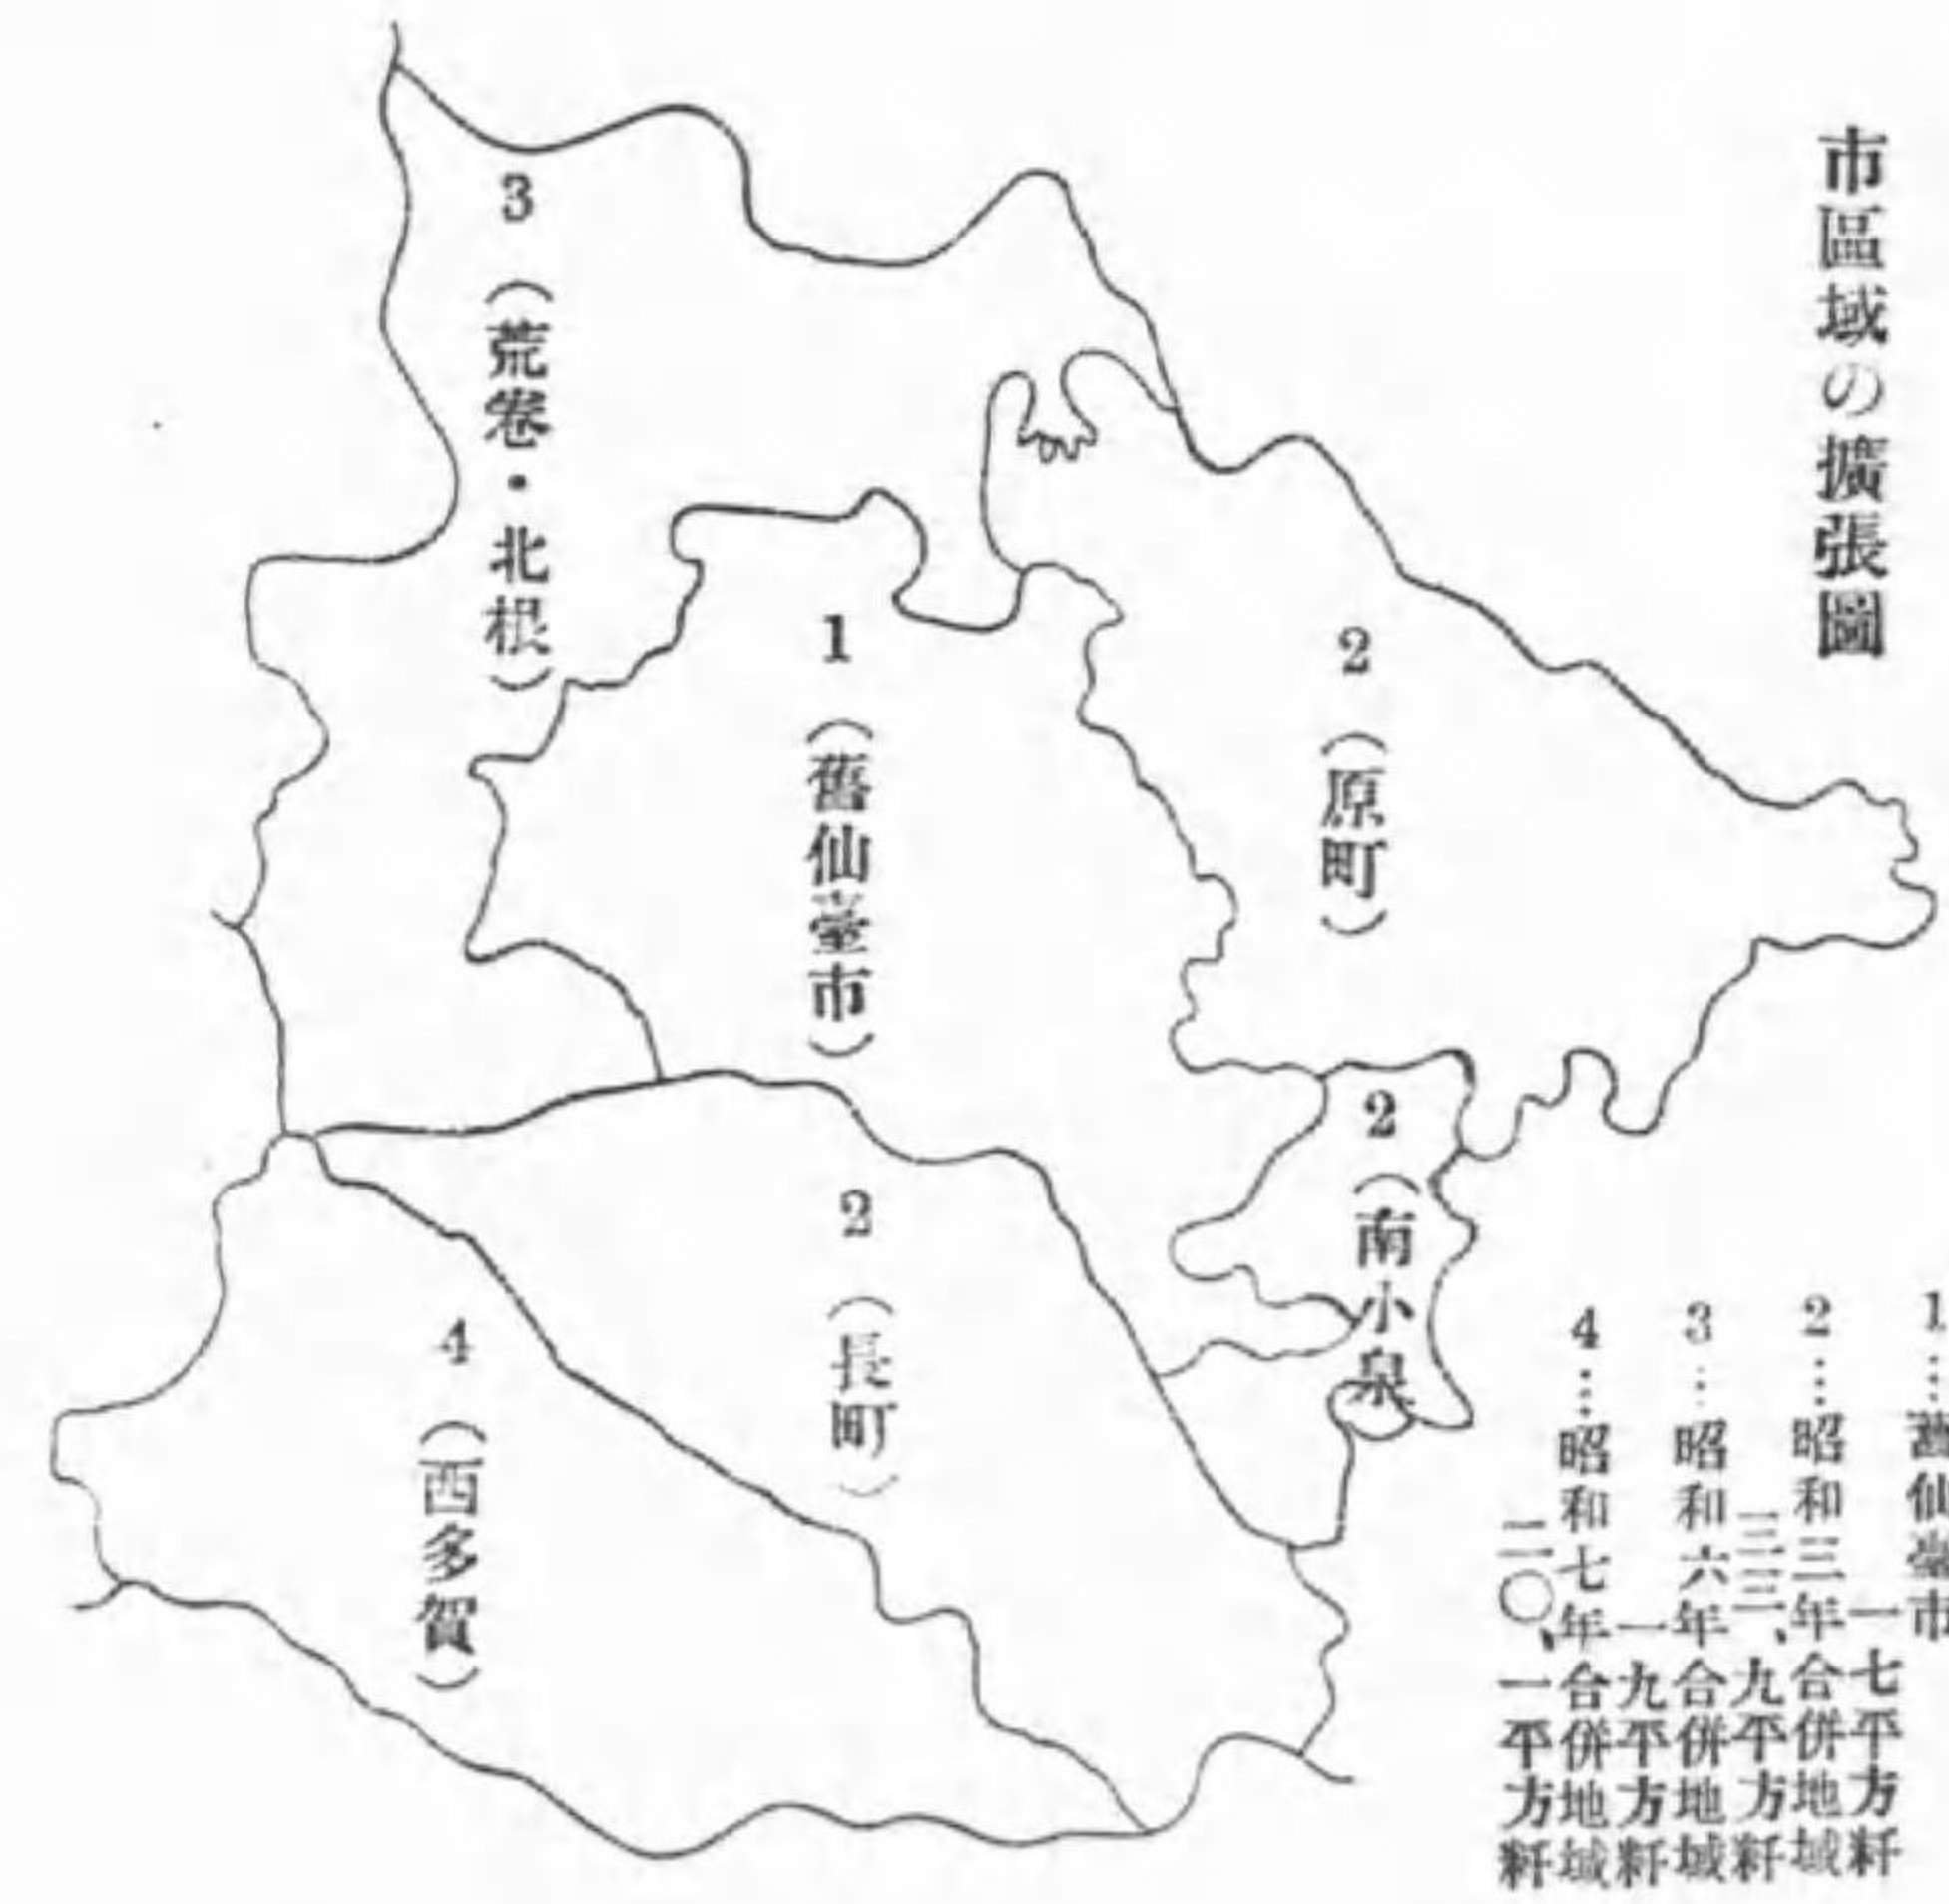 市區域の擴張圖
1…舊仙臺市
一七平方粁
2…昭和三年合併地域
三三、九平方粁
3…昭和六年合併地域
一九平方粁
4…昭和七年合併地域
二〇、一平方粁
3（荒卷・北根）
1（舊仙臺市）
2（原町）
2（南小泉
2（長町）
4（西多賀）